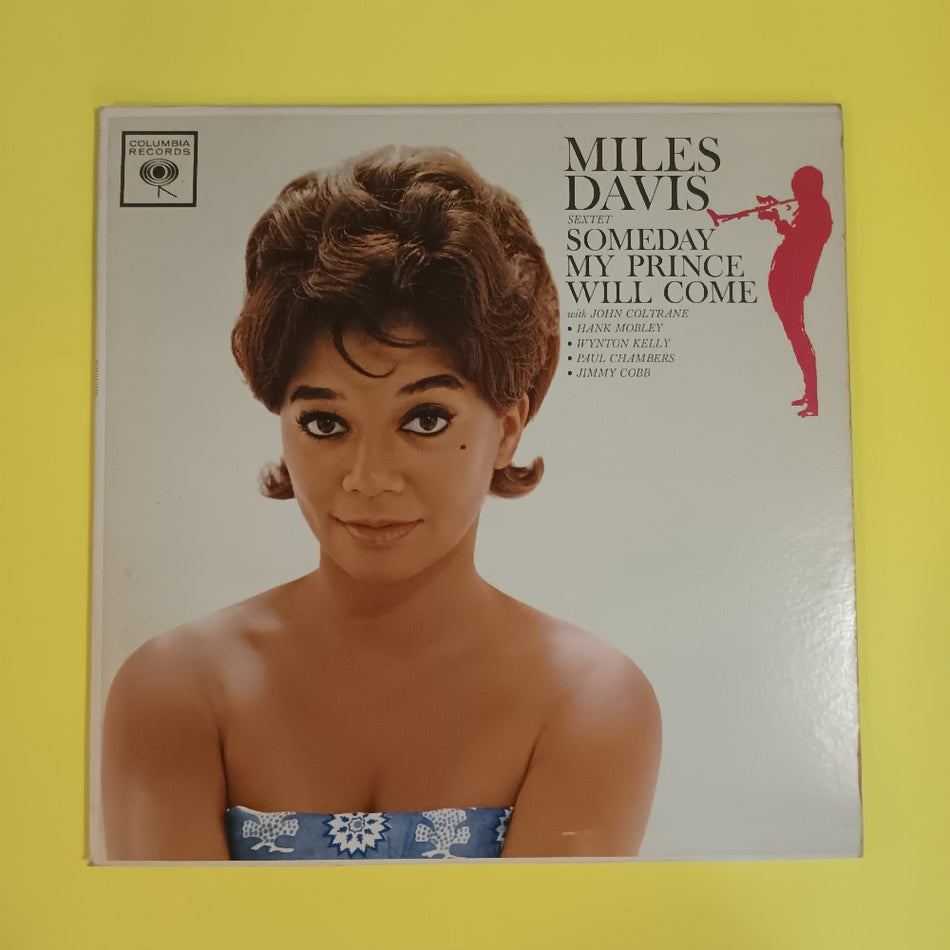 COLUMBIA
RECORDS
MILES
DAVIS
SEXTET
SOMEDAY
MY PRINCE
WILL COME
with JOHN COLTRANE
• HANK MOBLEY
• WYNTON KELLY
• PAUL CHAMBERS
• JIMMY COBB